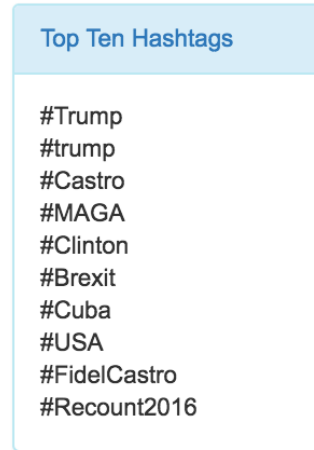 Top Ten Hashtags
#Trump
#trump
#Castro
#MAGA
#Clinton
#Brexit
#Cuba
#USA
#FidelCastro
#Recount2016